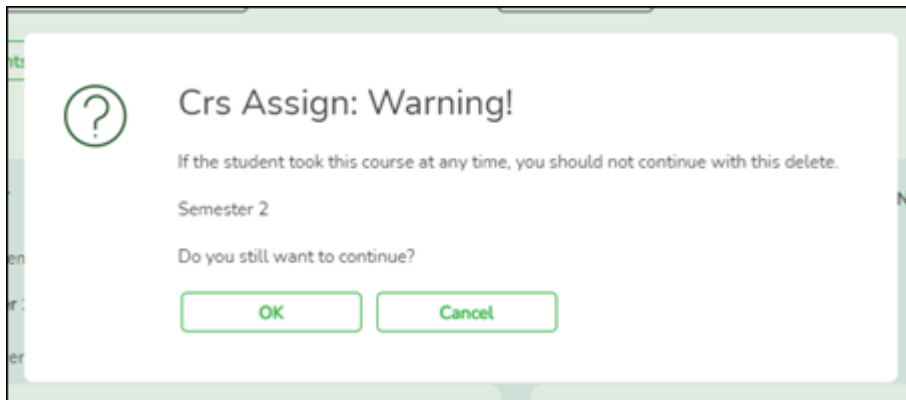 Crs Assign: Warning!
If the student took this course at any time, you should not continue with this delete.
Semester 2
Do you still want to continue?
OK
Cancel